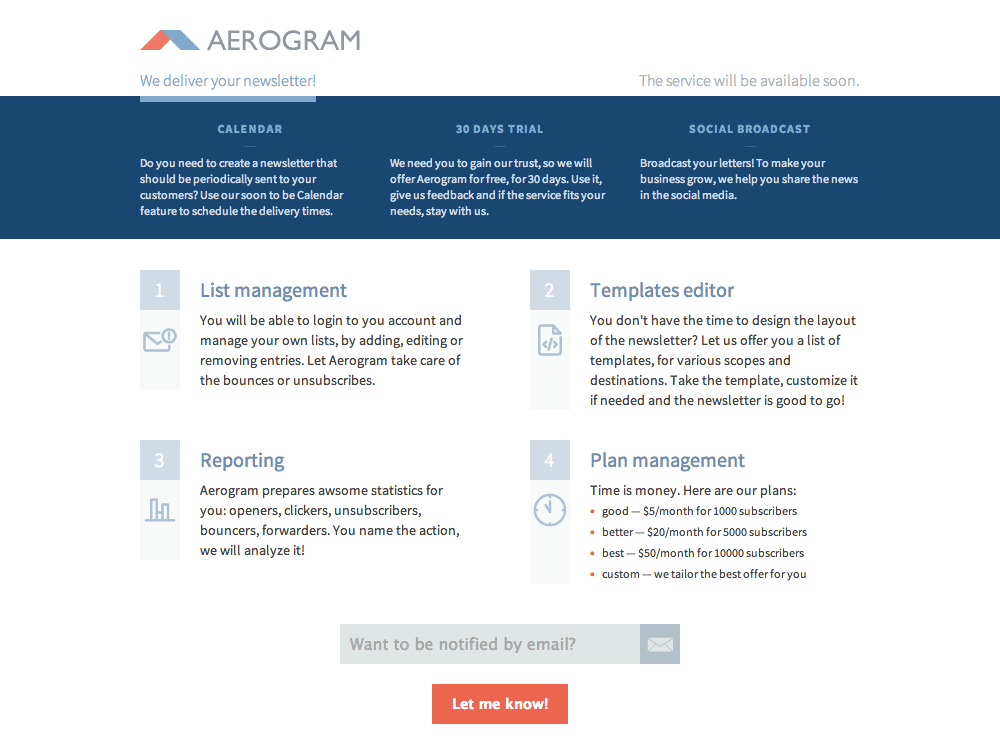 AEROGRAM
We deliver your newsletter!
The service will be available soon.
CALENDAR
Do you need to create a newsletter that
should be periodically sent to your
customers? Use our soon to be Calendar
feature to schedule the delivery times.
30 DAYS TRIAL
We need you to gain our trust, so we will
offer Aerogram for free, for 30 days. Use it,
give us feedback and if the service fits your
needs, stay with us.
SOCIAL BROADCAST
Broadcast your letters! To make your
business grow, we help you share the news
in the social media.
1
List management
You will be able to login to you account and
manage your own lists, by adding, editing or
removing entries. Let Aerogram take care of
the bounces or unsubscribes.
2
Templates editor
You don't have the time to design the layout
of the newsletter? Let us offer you a list of
templates, for various scopes and
destinations. Take the template, customize it
if needed and the newsletter is good to go!
3
Reporting
Aerogram prepares awsome statistics for
you: openers, clickers, unsubscribers,
bouncers, forwarders. You name the action,
we will analyze it!
4
Plan management
Time is money. Here are our plans:
• good — $5/month for 1000 subscribers
• better — $20/month for 5000 subscribers
• best — $50/month for 10000 subscribers
• custom — we tailor the best offer for you
Want to be notified by email?
Let me know!